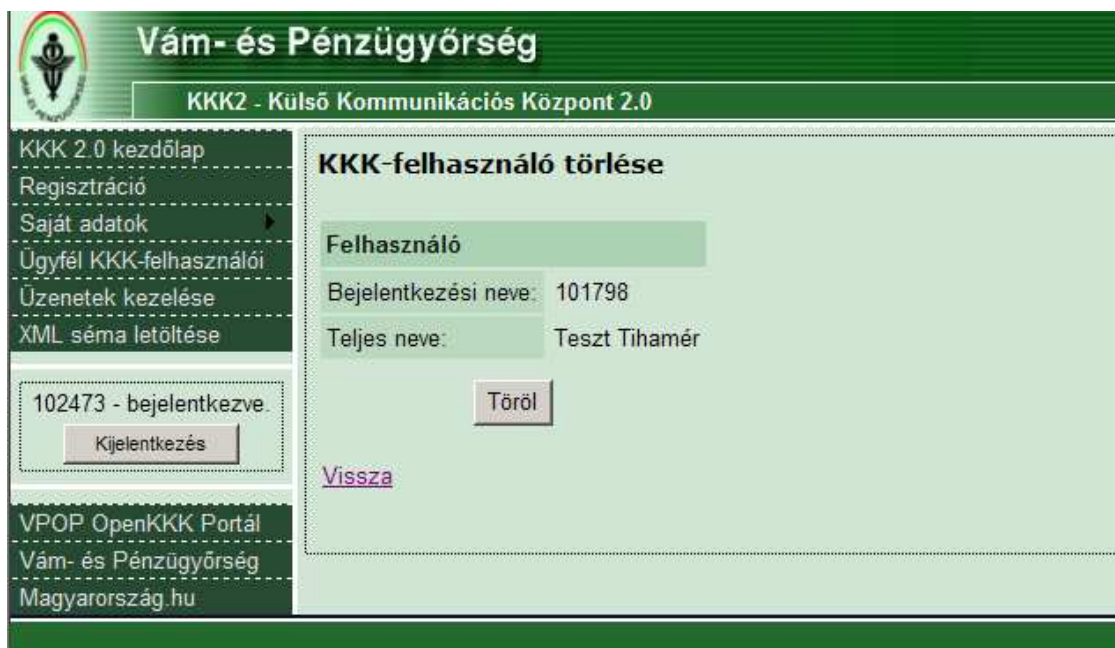 Vám- és Pénzügyőrség
KKK2 - Külső Kommunikációs Központ 2.0
KKK 2.0 kezdőlap
Regisztráció
Saját adatok
Ügyfél KKK-felhasználói
Üzenetek kezelése
XML séma letöltése
102473 - bejelentkezve.
Kijelentkezés
VPOP OpenKKK Portál
Vám- és Pénzügyőrség
Magyarország.hu
KKK-felhasználó törlése
Felhasználó
Bejelentkezési neve: 101798
Teljes neve: Teszt Tihamér
Töröl
Vissza